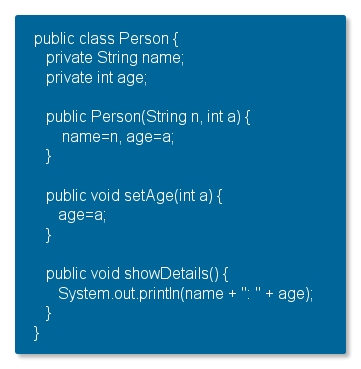 public class Person {
private String name;
private int age;
public Person(String n, int a) {
name=n, age=a;
}
public void setAge(int a) {
age=a;
}
public void showDetails() {
System.out.println(name + ": " + age);
}
}